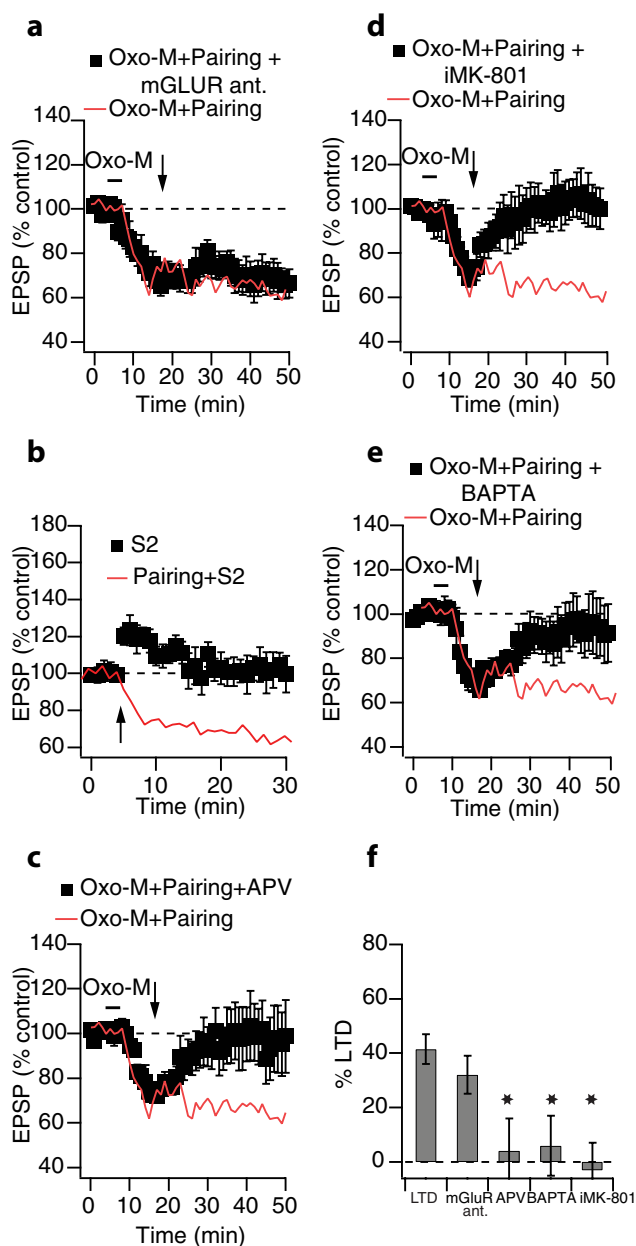 a
Oxo-M+Pairing +
mGLUR ant.
Oxo-M+Pairing
140
120
100
80
60
40
EPSP (% control)
Oxo-M
0 10 20 30 40 50
Time (min)
d
Oxo-M+Pairing +
iMK-801
Oxo-M+Pairing
140
120
100
80
60
40
EPSP (% control)
Oxo-M
0 10 20 30 40 50
Time (min)
b
180
160
140
120
100
80
60
EPSP (% control)
S2
Pairing+S2
0 10 20 30
Time (min)
e
Oxo-M+Pairing +
BAPTA
Oxo-M+Pairing
140
120
100
80
60
40
EPSP (% control)
Oxo-M
0 10 20 30 40 50
Time (min)
c
Oxo-M+Pairing+APV
Oxo-M+Pairing
140
120
100
80
60
40
EPSP (% control)
Oxo-M
0 10 20 30 40 50
Time (min)
f
80
60
40
20
0
% LTD
* * *
LTD mGluR APV BAPTA iMK-801
ant.